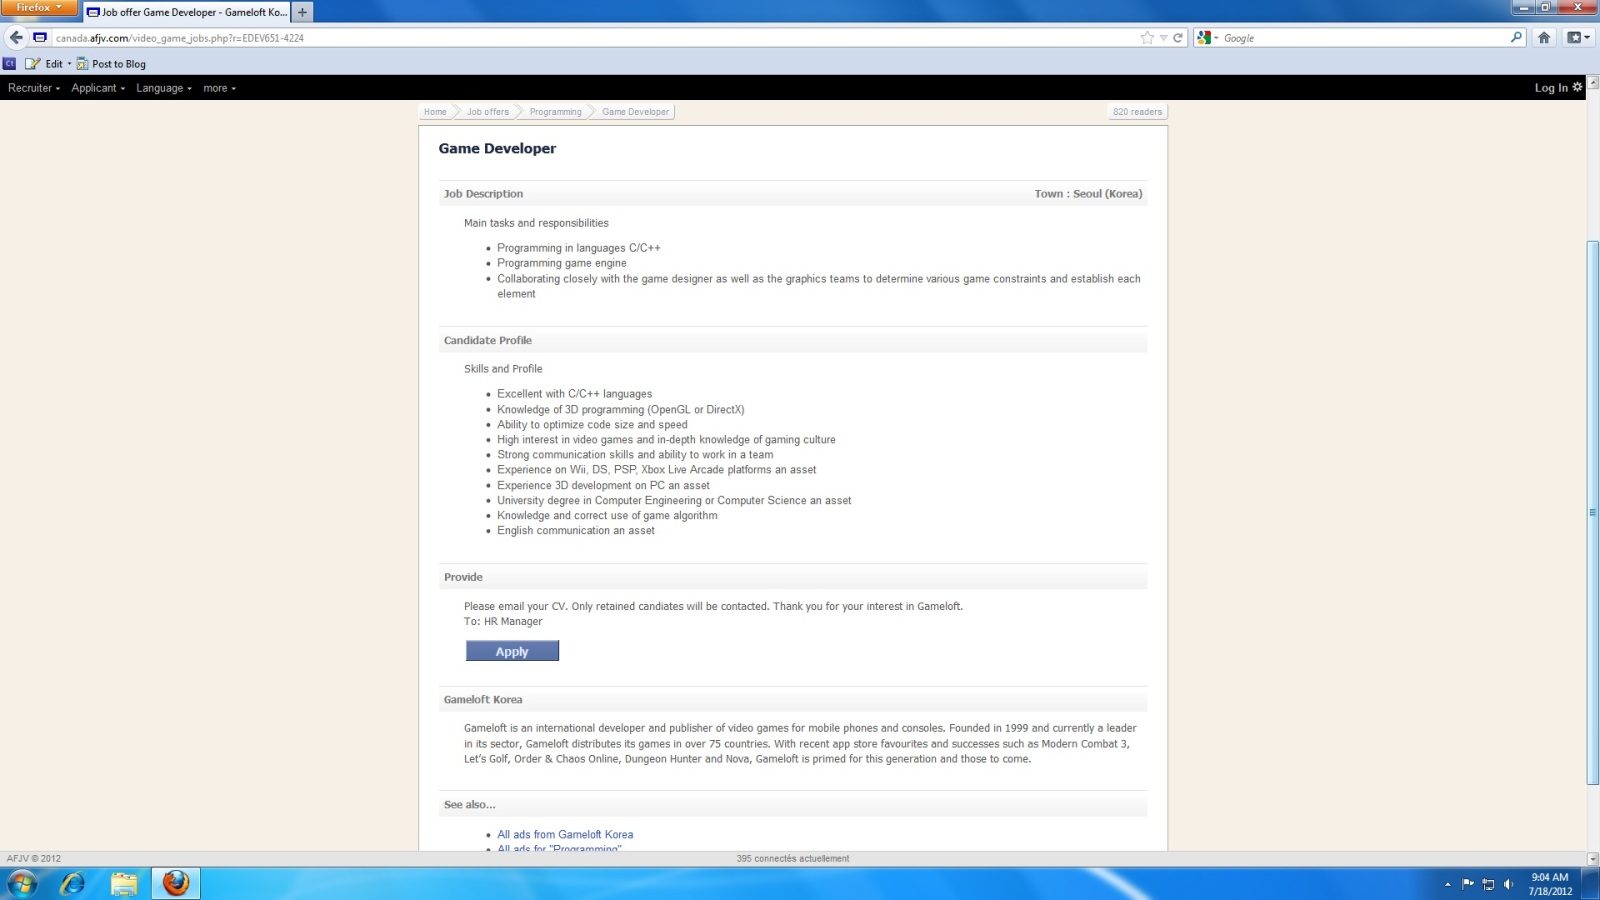 Firefox
Job offer Game Developer - Gameloft Ko...
canada.afjv.com/video_game_jobs.php?r=EDEV651-4224
Google
Edit
Post to Blog
Recruiter
Applicant
Language
more
Log In
Home
Job offers
Programming
Game Developer
820 readers
Game Developer
Job Description
Town : Seoul (Korea)
Main tasks and responsibilities
Programming in languages C/C++
Programming game engine
Collaborating closely with the game designer as well as the graphics teams to determine various game constraints and establish each
element
Candidate Profile
Skills and Profile
Excellent with C/C++ languages
Knowledge of 3D programming (OpenGL or DirectX)
Ability to optimize code size and speed
High interest in video games and in-depth knowledge of gaming culture
Strong communication skills and ability to work in a team
Experience on Wii, DS, PSP, Xbox Live Arcade platforms an asset
Experience 3D development on PC an asset
University degree in Computer Engineering or Computer Science an asset
Knowledge and correct use of game algorithm
English communication an asset
Provide
Please email your CV. Only retained candiates will be contacted. Thank you for your interest in Gameloft.
To: HR Manager
Apply
Gameloft Korea
Gameloft is an international developer and publisher of video games for mobile phones and consoles. Founded in 1999 and currently a leader
in its sector, Gameloft distributes its games in over 75 countries. With recent app store favourites and successes such as Modern Combat 3,
Let's Golf, Order & Chaos Online, Dungeon Hunter and Nova, Gameloft is primed for this generation and those to come.
See also...
All ads from Gameloft Korea
All ads for "Programming"
AFJV © 2012
395 connectés actuellement
9:04 AM
7/18/2012